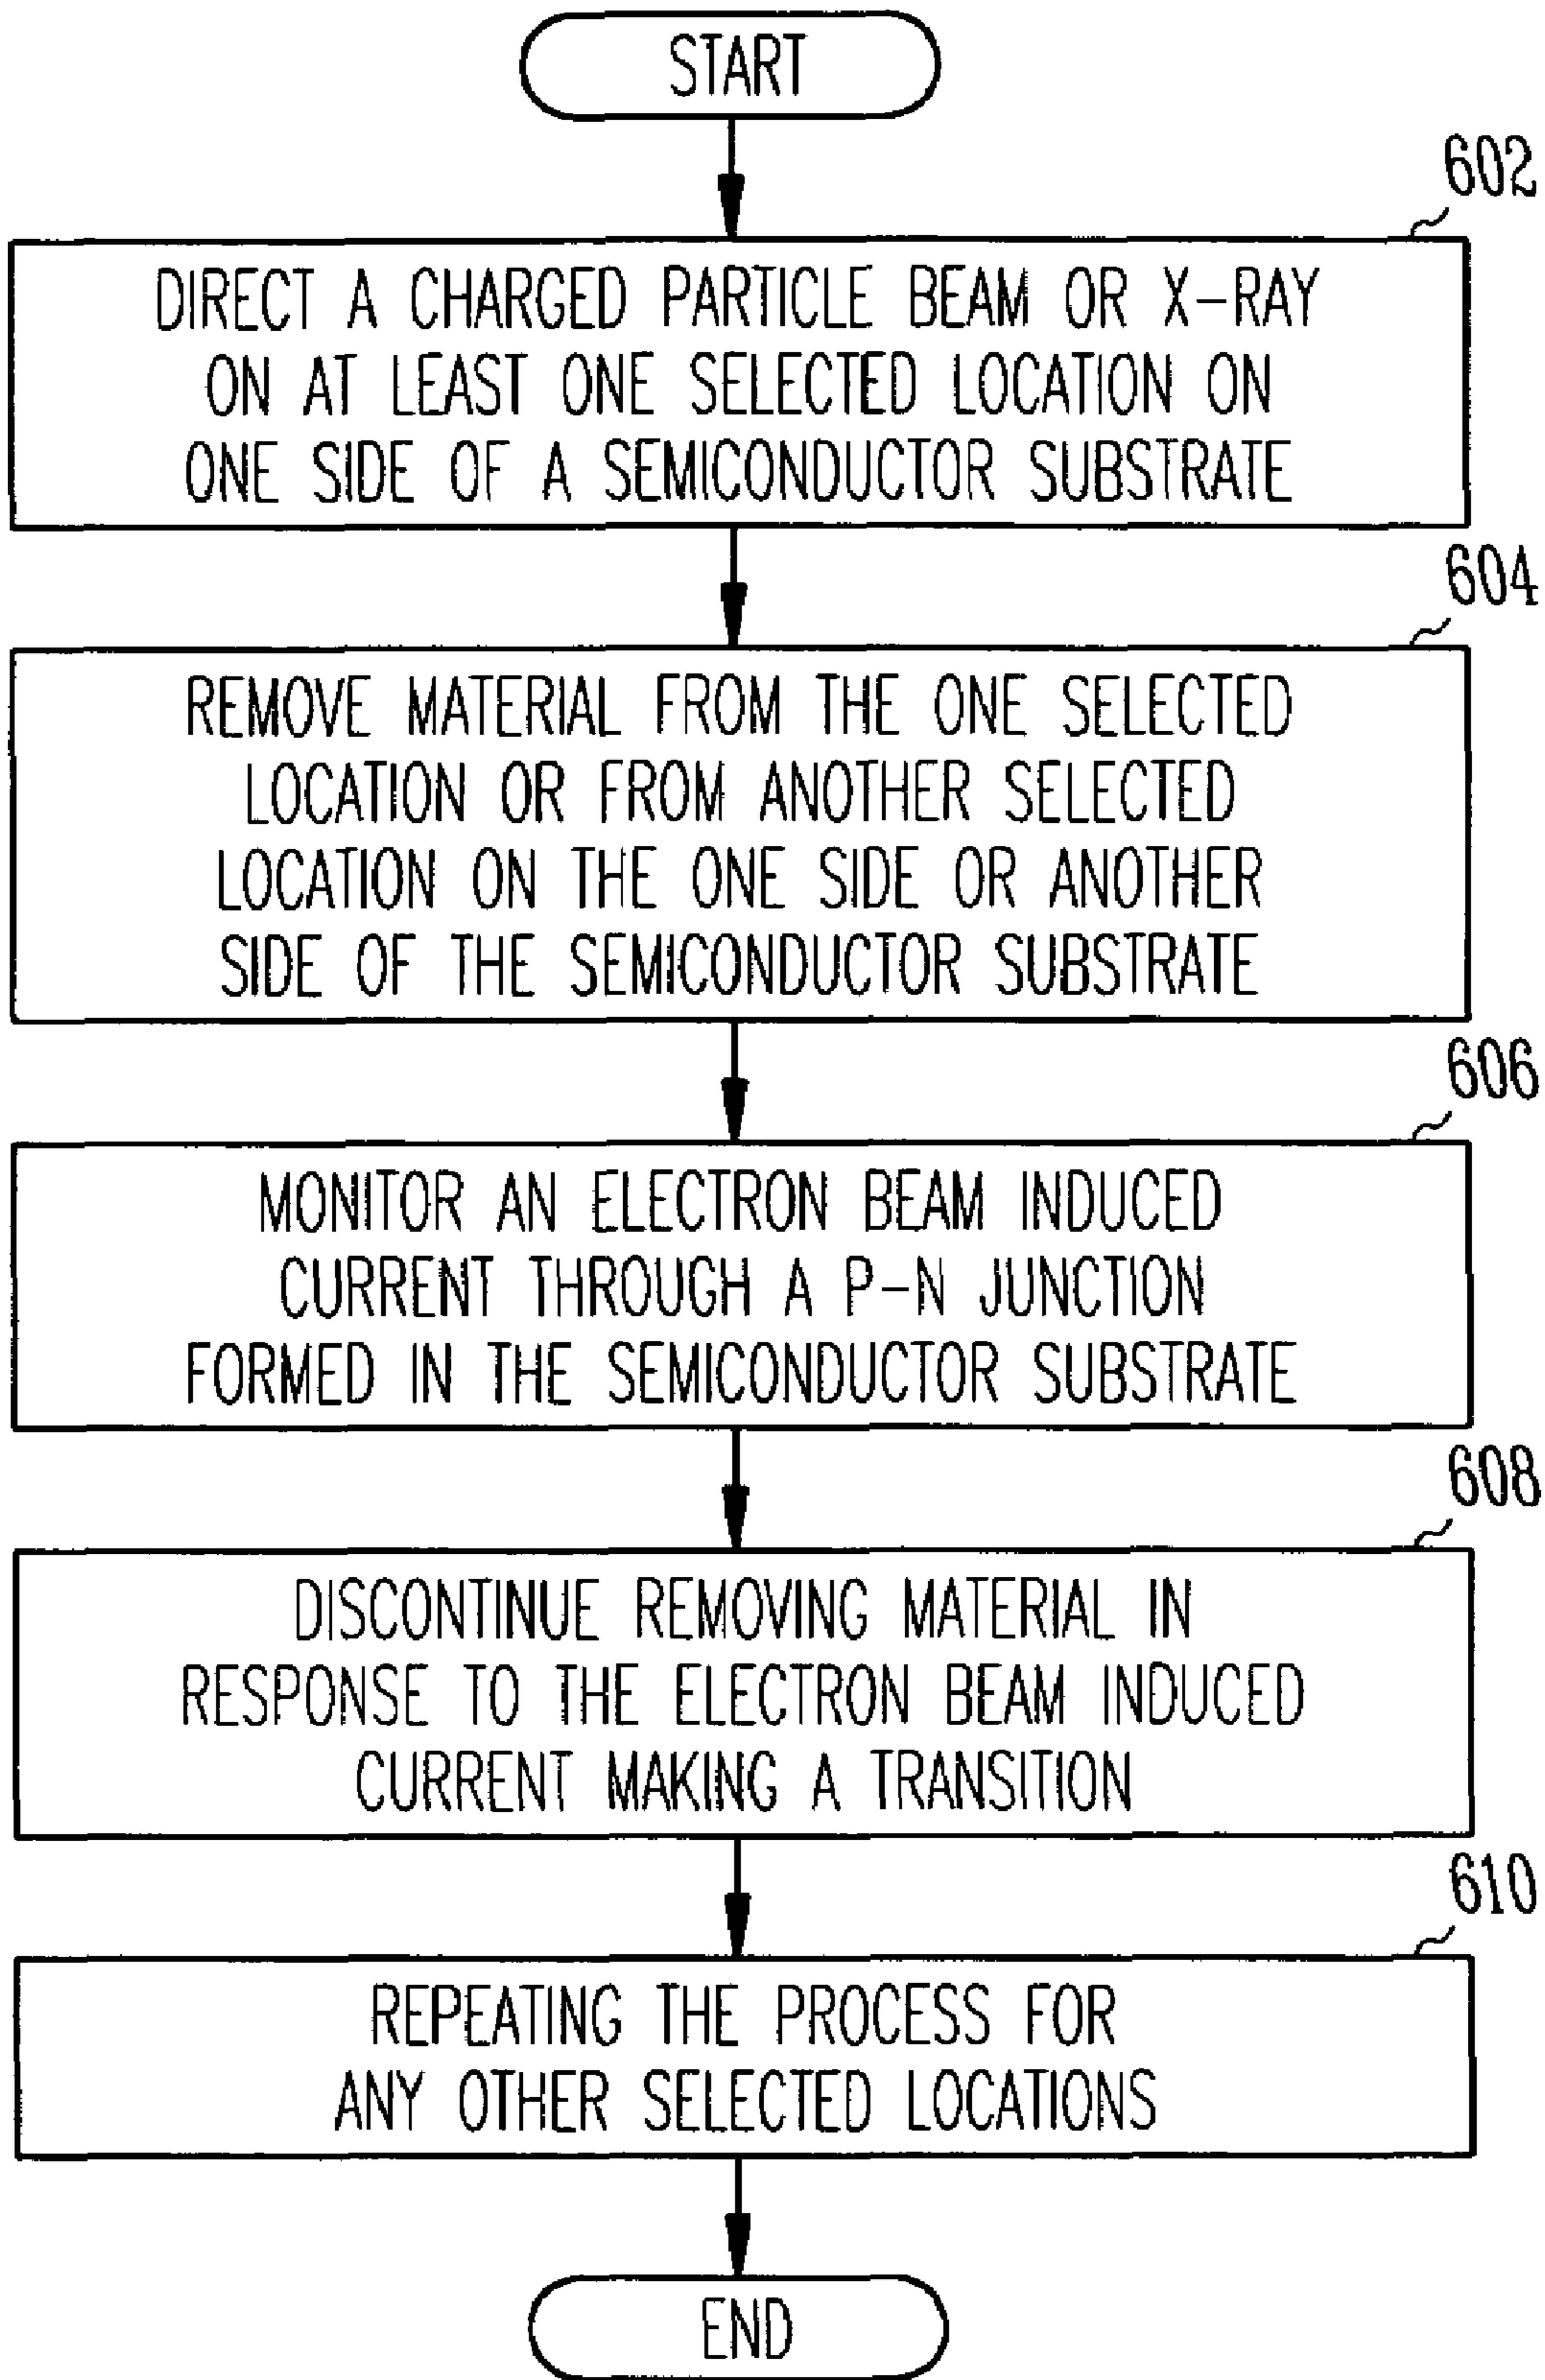 START
602
DIRECT A CHARGED PARTICLE BEAM OR X-RAY
ON AT LEAST ONE SELECTED LOCATION ON
ONE SIDE OF A SEMICONDUCTOR SUBSTRATE
604
REMOVE MATERIAL FROM THE ONE SELECTED
LOCATION OR FROM ANOTHER SELECTED
LOCATION ON THE ONE SIDE OR ANOTHER
SIDE OF THE SEMICONDUCTOR SUBSTRATE
606
MONITOR AN ELECTRON BEAM INDUCED
CURRENT THROUGH A P-N JUNCTION
FORMED IN THE SEMICONDUCTOR SUBSTRATE
608
DISCONTINUE REMOVING MATERIAL IN
RESPONSE TO THE ELECTRON BEAM INDUCED
CURRENT MAKING A TRANSITION
610
REPEATING THE PROCESS FOR
ANY OTHER SELECTED LOCATIONS
END